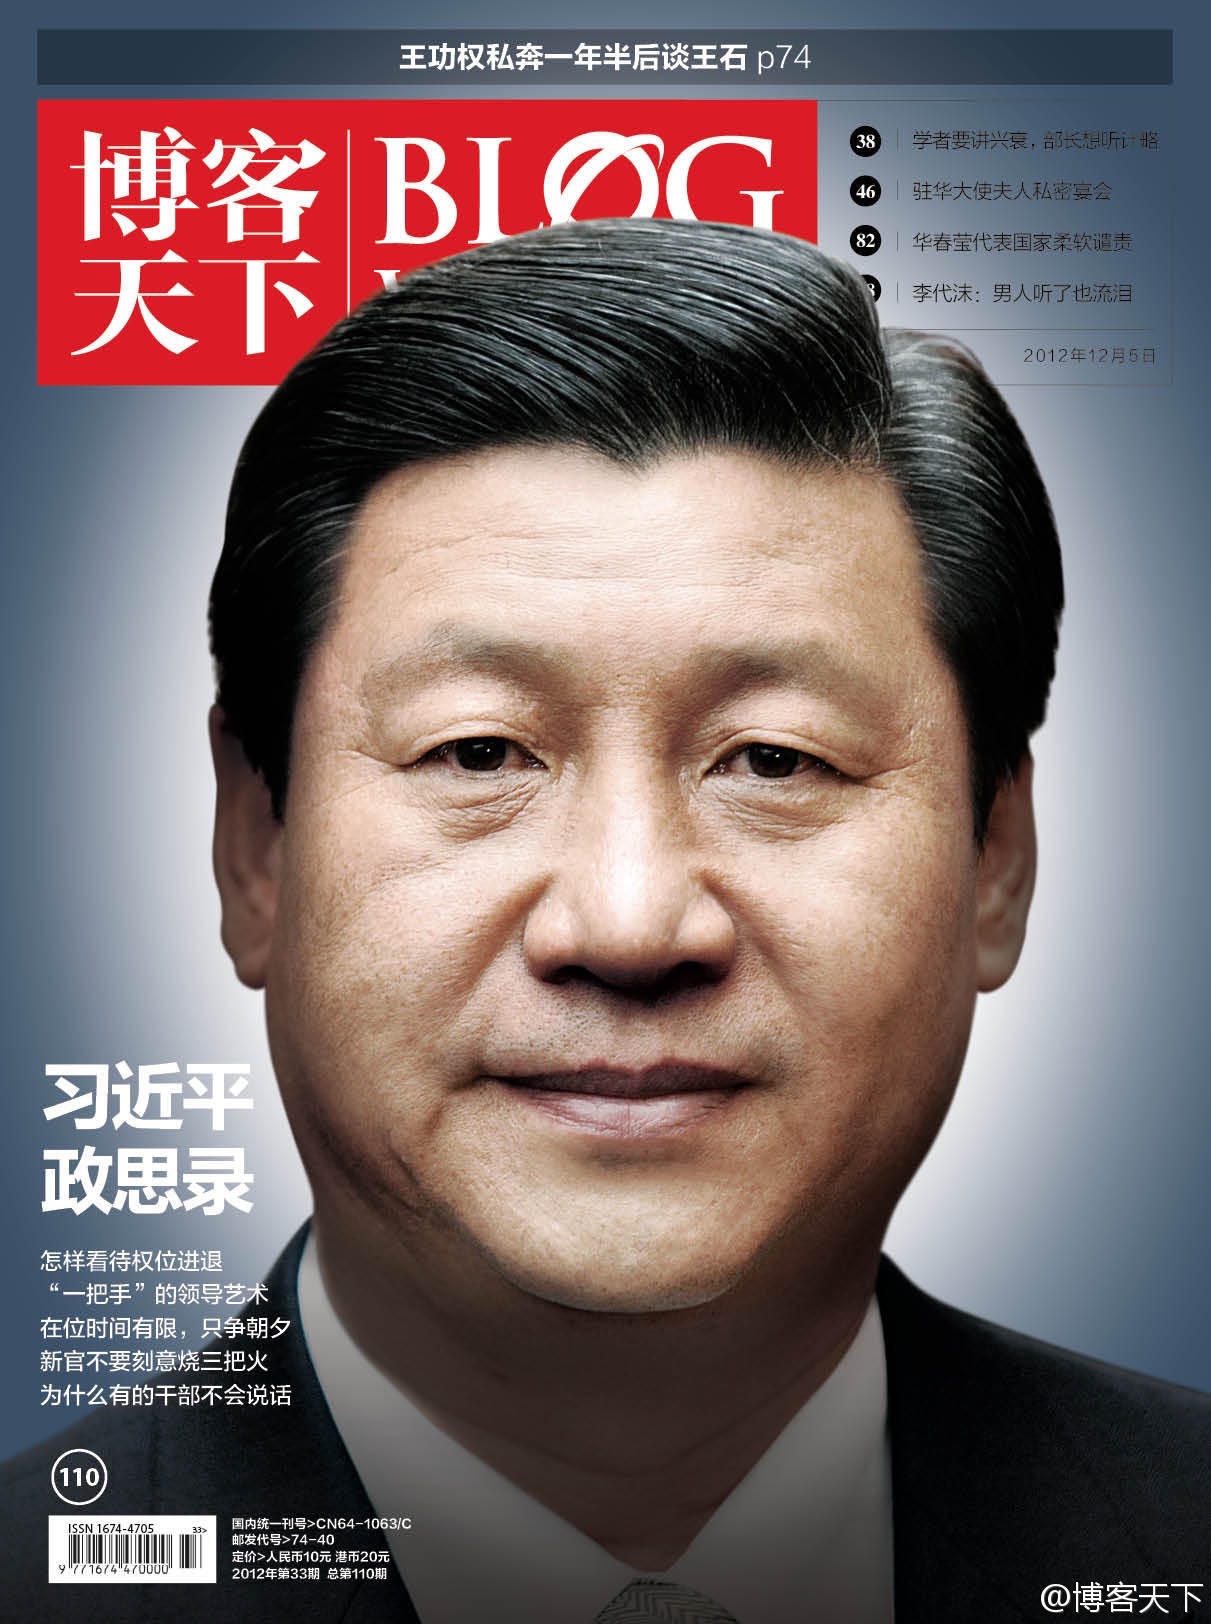 王功权私奔一年半后谈王石 p74
博客天下
BLOG
38 学者要讲兴衰，部长想听计略
46 驻华大使夫人私密宴会
82 华春莹代表国家柔软谴责
李代沫：男人听了也流泪
2012年12月5日
习近平
政思录
怎样看待权位进退
“一把手”的领导艺术
在位时间有限，只争朝夕
新官不要刻意烧三把火
为什么有的干部不会说话
110
ISSN 1674-4705 33>
9 771674 470000
国内统一刊号>CN64-1063/C
邮发代号>74-40
定价>人民币10元 港币20元
2012年第33期 总第110期
@博客天下